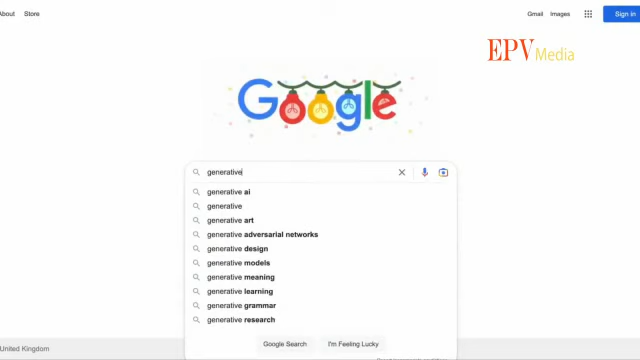 About Store Gmail Images Sign in
EPV Media
Google
generative
generative ai
generative
generative art
generative adversarial networks
generative design
generative models
generative meaning
generative learning
generative grammar
generative research
Google Search I'm Feeling Lucky
United Kingdom